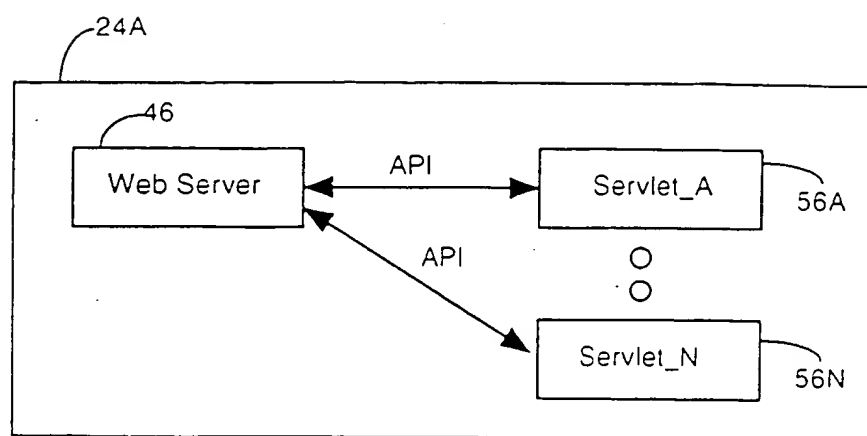 24A
46
Web Server
API
Servlet_A
56A
API
Servlet_N
56N